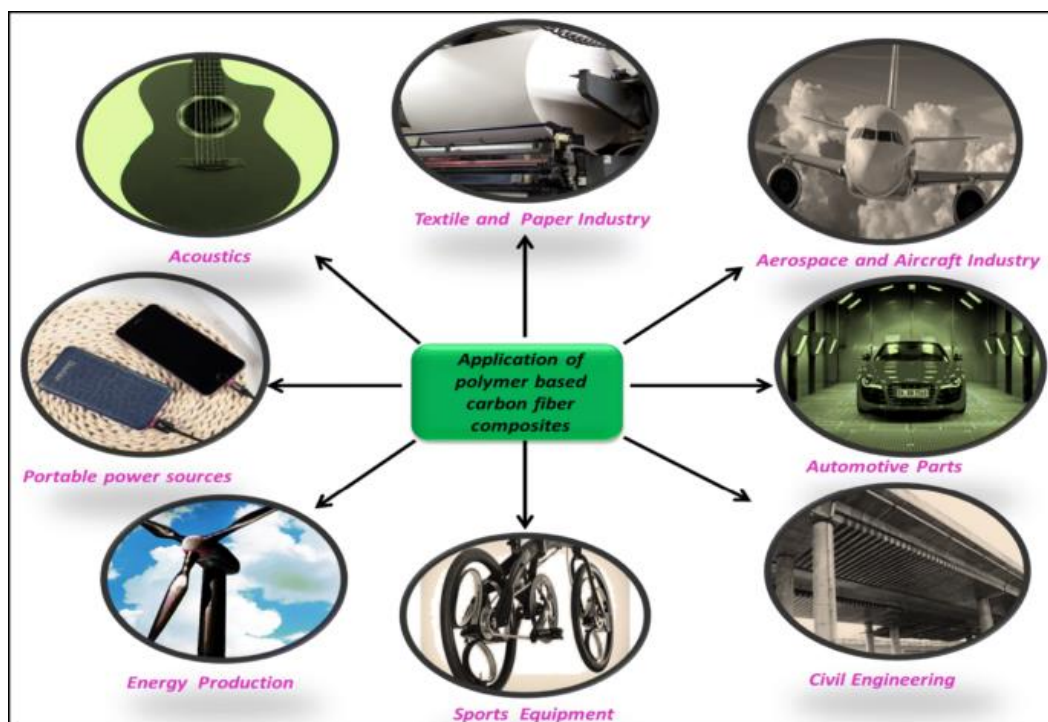 Textile and Paper Industry
Acoustics
Aerospace and Aircraft Industry
Application of
polymer based
carbon fiber
composites
Portable power sources
Automotive Parts
Energy Production
Civil Engineering
Sports Equipment